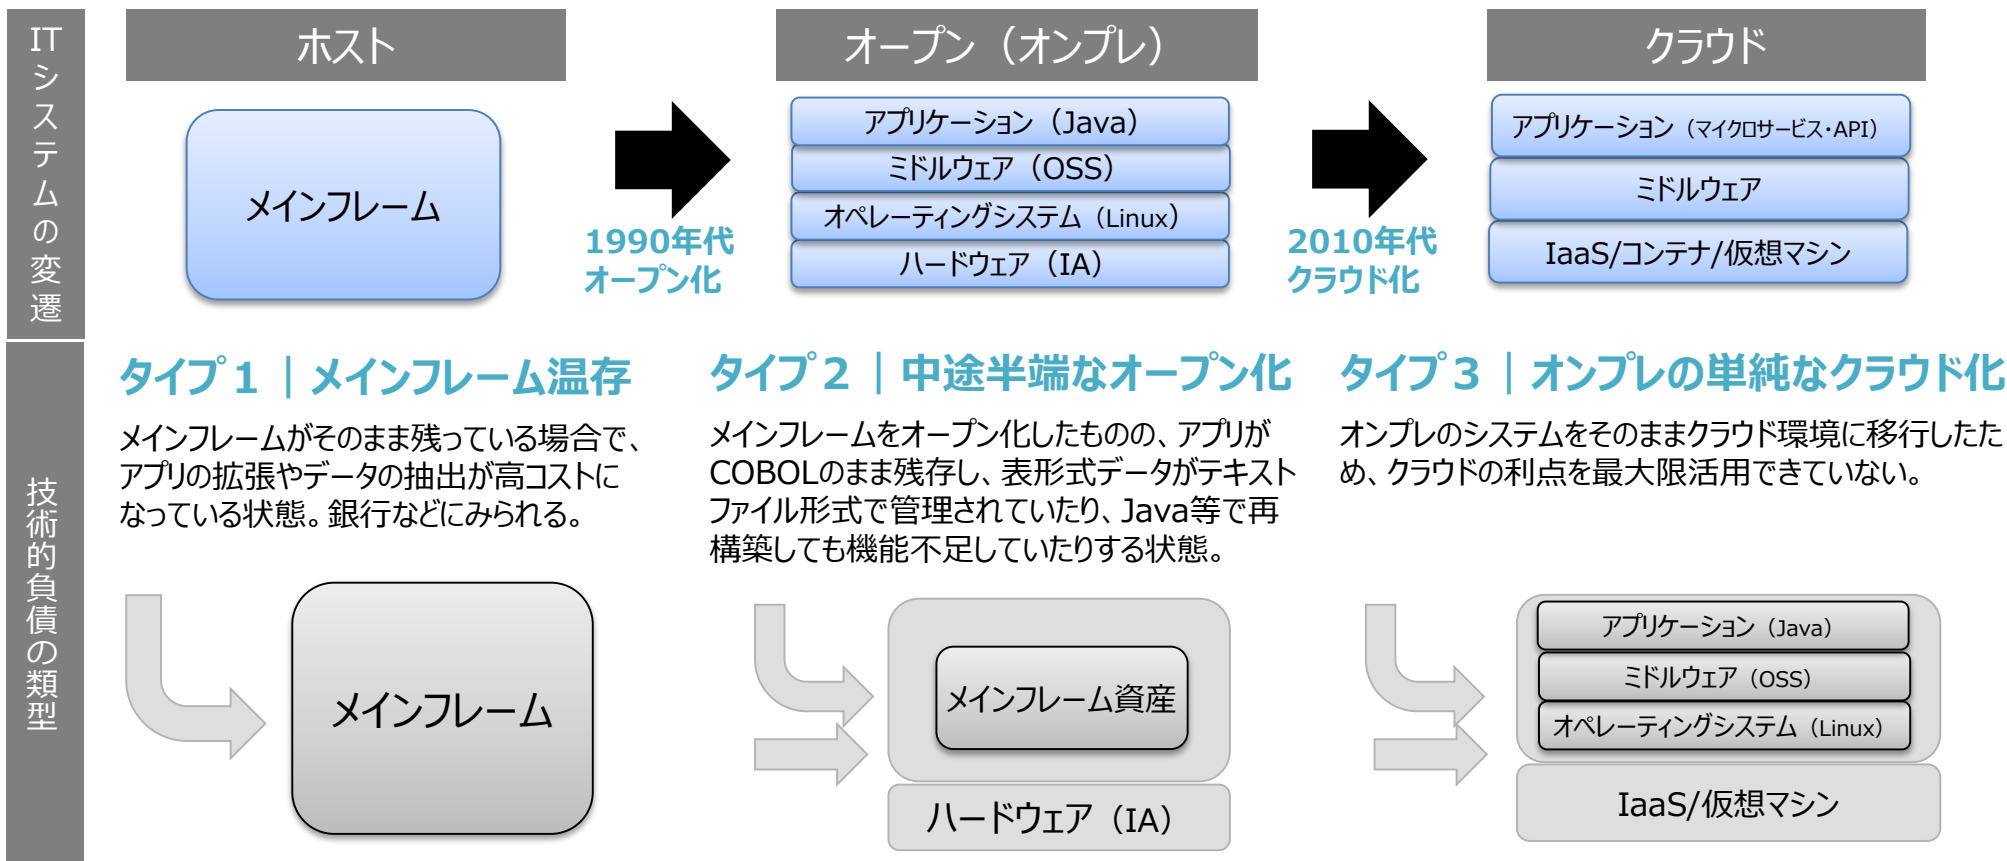 ITシステムの変遷
ホスト
オープン（オンプレ）
クラウド
メインフレーム
1990年代
オープン化
アプリケーション（Java）
ミドルウェア（OSS）
オペレーティングシステム（Linux）
ハードウェア（IA）
2010年代
クラウド化
アプリケーション（マイクロサービス・API）
ミドルウェア
IaaS/コンテナ/仮想マシン
技術的負債の類型
タイプ１｜メインフレーム温存
メインフレームがそのまま残っている場合で、
アプリの拡張やデータの抽出が高コストに
なっている状態。銀行などにみられる。
メインフレーム
タイプ２｜中途半端なオープン化
メインフレームをオープン化したものの、アプリが
COBOLのまま残存し、表形式データがテキスト
ファイル形式で管理されていたり、Java等で再
構築しても機能不足していたりする状態。
メインフレーム資産
ハードウェア（IA）
タイプ３｜オンプレの単純なクラウド化
オンプレのシステムをそのままクラウド環境に移行したた
め、クラウドの利点を最大限活用できていない。
アプリケーション（Java）
ミドルウェア（OSS）
オペレーティングシステム（Linux）
IaaS/仮想マシン